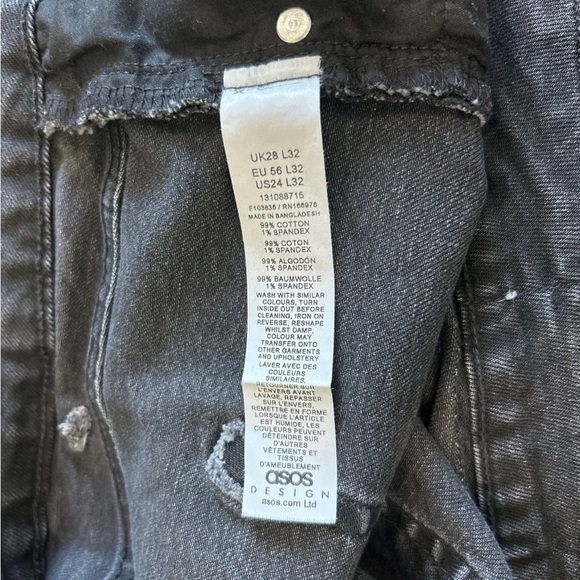 UK28 L32
EU 56 L32
US24 L32
131088715
F103836 / RN166976
MADE IN BANGLADESH
99% COTTON
1% SPANDEX
99% COTON
1% SPANDEX
99% ALGODÓN
1% SPANDEX
99% BAUMWOLLE
1% SPANDEX
WASH WITH SIMILAR
COLOURS, TURN
INSIDE OUT BEFORE
CLEANING, IRON ON
REVERSE, RESHAPE
WHILST DAMP,
COLOUR MAY
TRANSFER ONTO
OTHER GARMENTS
AND UPHOLSTERY
LAVER AVEC DES
COULEURS
SIMILAIRES,
RETOURNER SUR
L'ENVERS AVANT
LAVAGE, REPASSER
SUR L'ENVERS,
REMETTRE EN FORME
LORSQUE L'ARTICLE
EST HUMIDE, LES
COULEURS PEUVENT
DÉTEINDRE SUR
D'AUTRES
VÊTEMENTS ET
TISSUS
D'AMEUBLEMENT
asos
DESIGN
asos.com Ltd